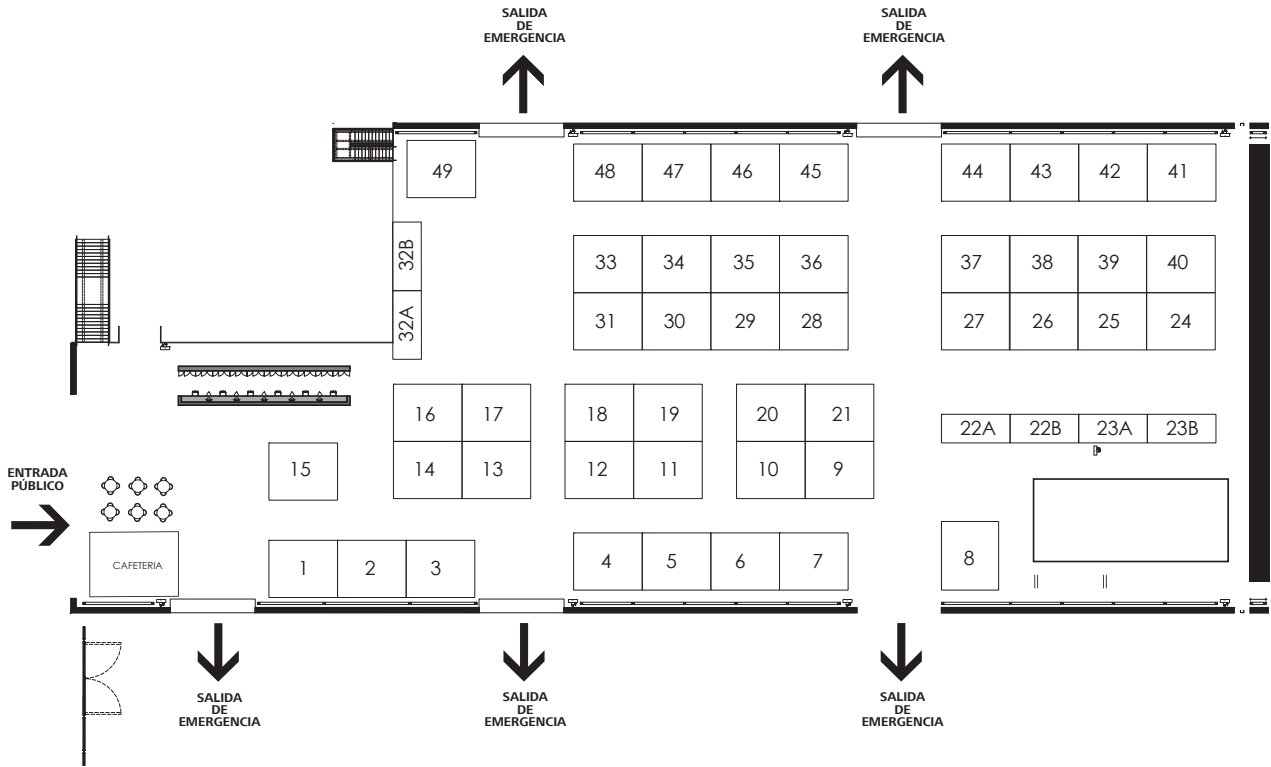 SALIDA
DE
EMERGENCIA
SALIDA
DE
EMERGENCIA
49
48 47 46 45
44 43 42 41
32B
33 34 35 36
37 38 39 40
32A
31 30 29 28
27 26 25 24
16 17
18 19
20 21
22A 22B 23A 23B
15
14 13
12 11
10 9
ENTRADA
PÚBLICO
CAFETERIA
1 2 3
4 5 6 7
8
SALIDA
DE
EMERGENCIA
SALIDA
DE
EMERGENCIA
SALIDA
DE
EMERGENCIA